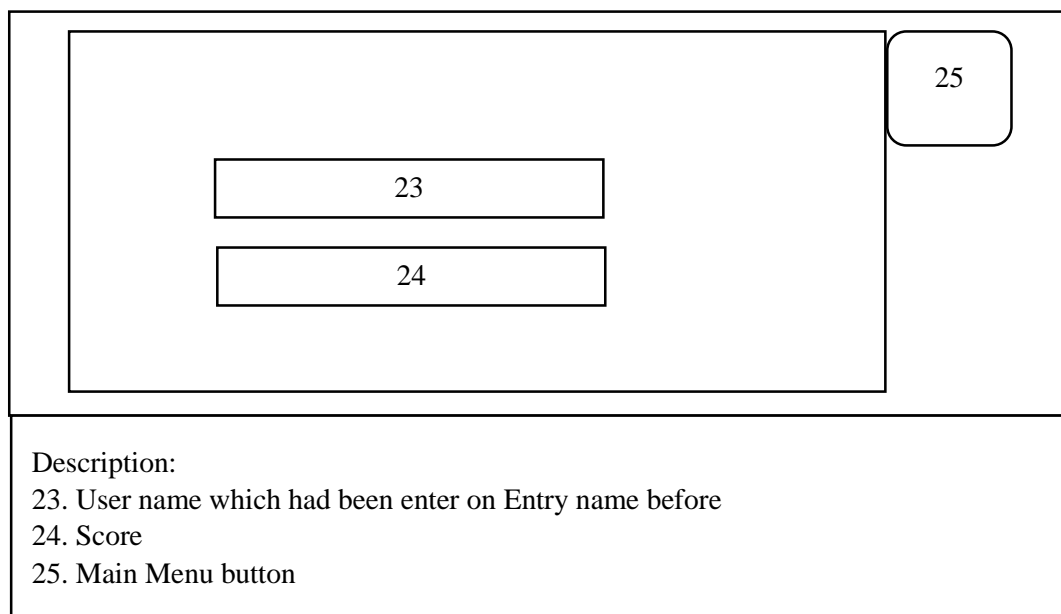 25
23
24
Description:
23. User name which had been enter on Entry name before
24. Score
25. Main Menu button